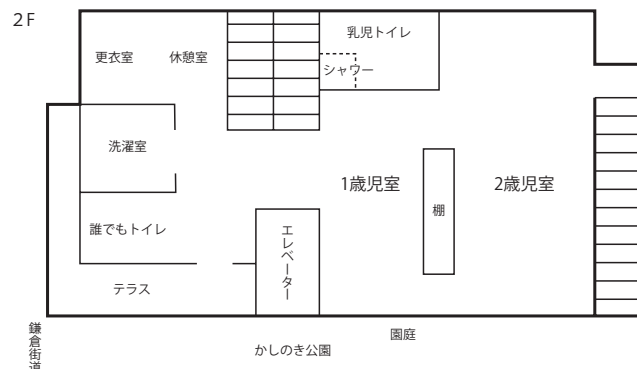 2F
更衣室
休憩室
乳児トイレ
シャワー
洗濯室
1歳児室
2歳児室
棚
誰でもトイレ
エレベーター
テラス
鎌倉街道
かしのき公園
園庭